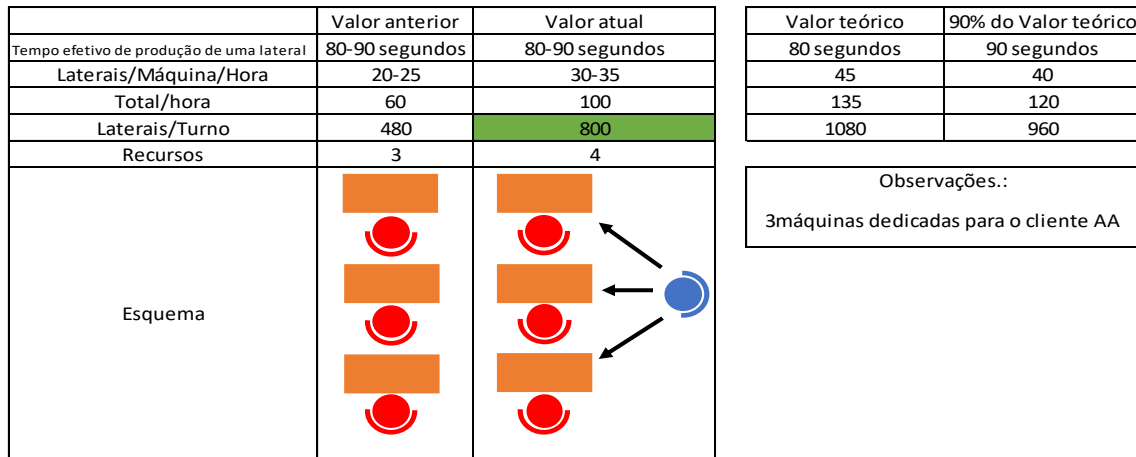 Valor anterior Valor atual Valor teórico 90% do Valor teórico
Tempo efetivo de produção de uma lateral 80-90 segundos 80-90 segundos 80 segundos 90 segundos
Laterais/Máquina/Hora 20-25 30-35 45 40
Total/hora 60 100 135 120
Laterais/Turno 480 800 1080 960
Recursos 3 4
Observações.:
3máquinas dedicadas para o cliente AA
Esquema